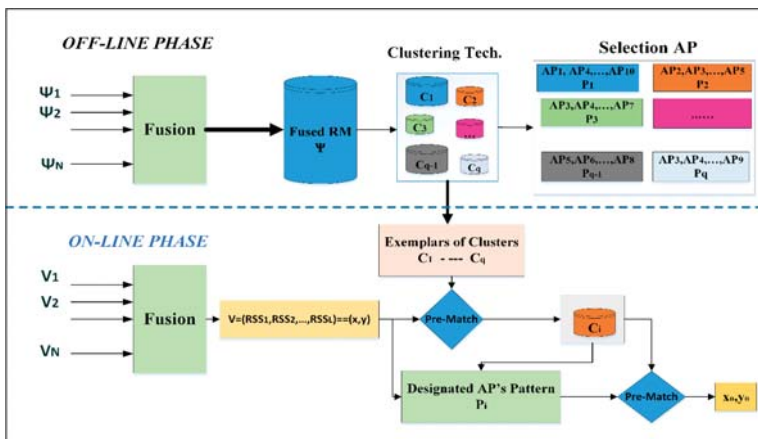 OFF-LINE PHASE
Clustering Tech.
Selection AP
Ψ1
Ψ2
ΨN
Fusion
Fused RM
Ψ
C1
C2
C3
...
Cq-1
Cq
AP1, AP4,...,AP10
P1
AP2,AP3,...,AP5
P2
AP3,AP4,...,AP7
P3
......
AP5,AP6,...,AP8
Pq-1
AP3,AP4,...,AP9
Pq
ON-LINE PHASE
Exemplars of Clusters
C1 - --- Cq
V1
V2
VN
Fusion
V=(RSS1,RSS2,...,RSSL)==(x,y)
Pre-Match
Ci
Designated AP's Pattern
Pi
Pre-Match
xn,yn